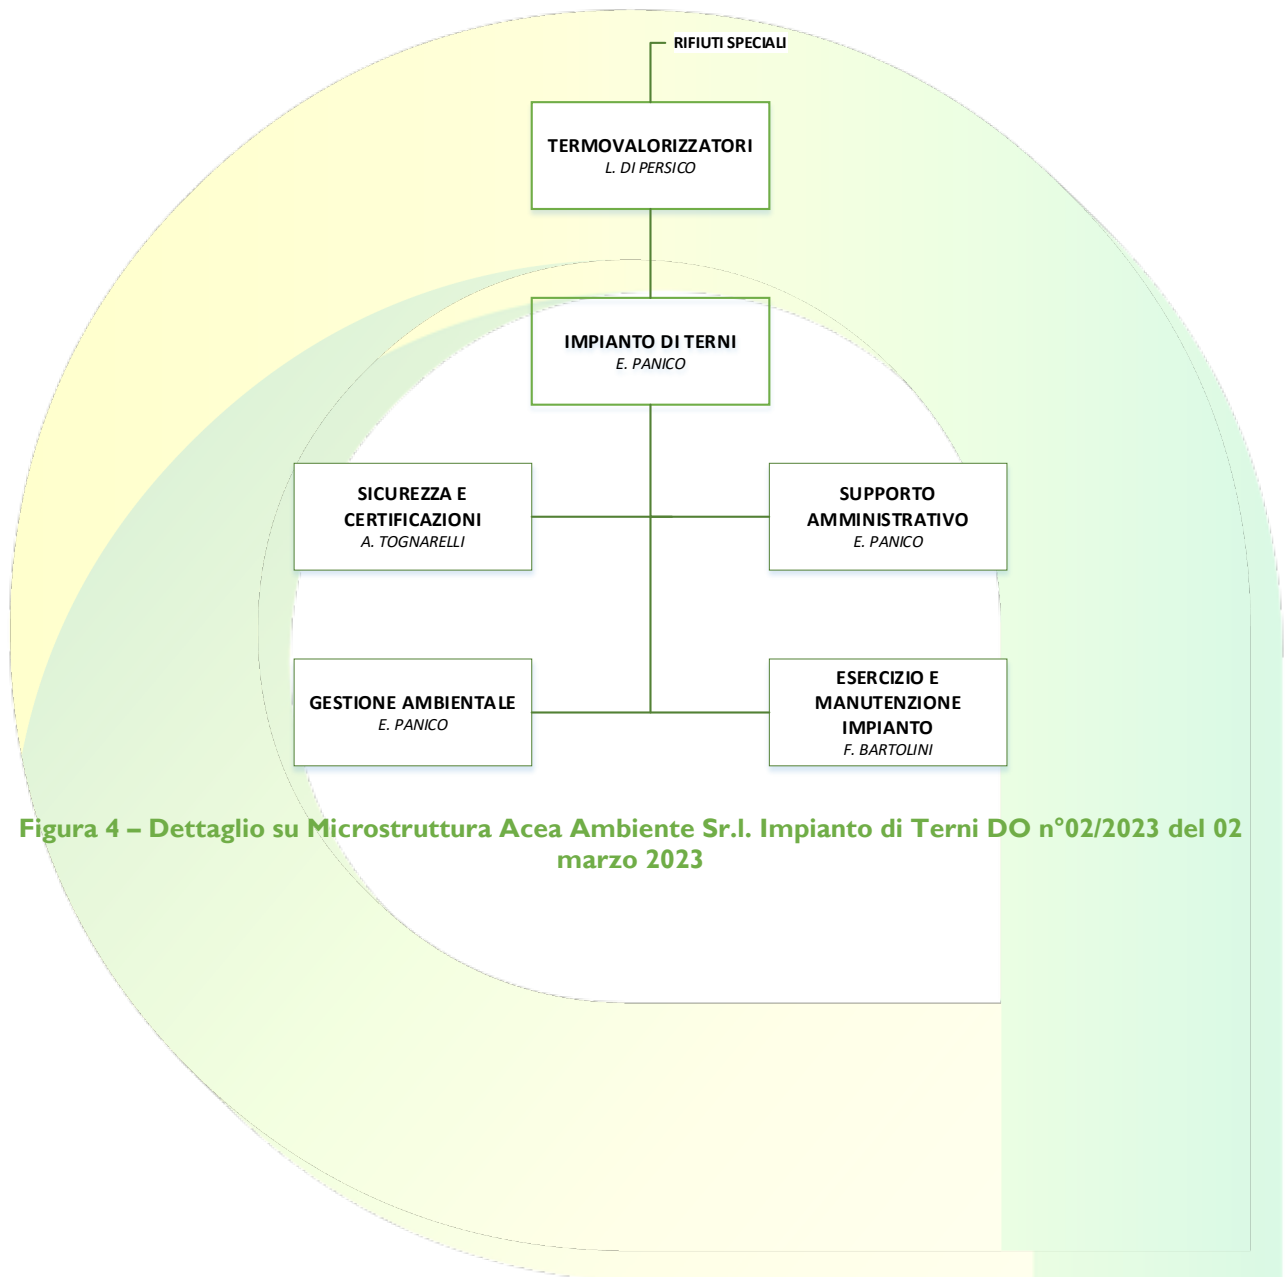 RIFIUTI SPECIALI
TERMOVALORIZZATORI
L. DI PERSICO
IMPIANTO DI TERNI
E. PANICO
SICUREZZA E
CERTIFICAZIONI
A. TOGNARELLI
SUPPORTO
AMMINISTRATIVO
E. PANICO
GESTIONE AMBIENTALE
E. PANICO
ESERCIZIO E
MANUTENZIONE
IMPIANTO
F. BARTOLINI
Figura 4 – Dettaglio su Microstruttura Acea Ambiente Sr.l. Impianto di Terni DO n°02/2023 del 02
marzo 2023